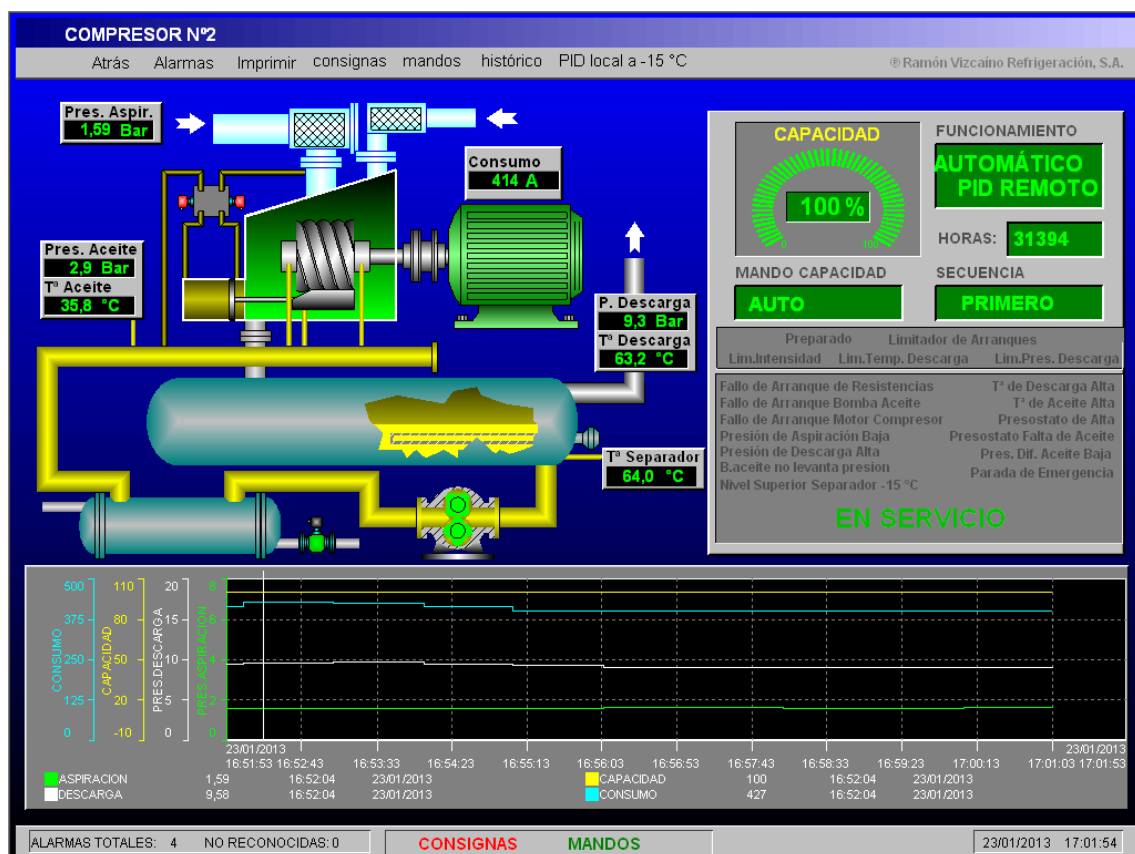 COMPRESOR Nº2
Atrás Alarmas Imprimir consignas mandos histórico PID local a -15 °C ® Ramón Vizcaíno Refrigeración, S.A.
Pres. Aspir.
1,59 Bar
Consumo
414 A
Pres. Aceite
2,9 Bar
Tª Aceite
35,8 °C
P. Descarga
9,3 Bar
Tª Descarga
63,2 °C
Tª Separador
64,0 °C
CAPACIDAD
100 %
0 100
FUNCIONAMIENTO
AUTOMÁTICO
PID REMOTO
HORAS: 31394
MANDO CAPACIDAD
AUTO
SECUENCIA
PRIMERO
Preparado Limitador de Arranques
Lim.Intensidad Lim.Temp. Descarga Lim.Pres. Descarga
Fallo de Arranque de Resistencias Tª de Descarga Alta
Fallo de Arranque Bomba Aceite Tª de Aceite Alta
Fallo de Arranque Motor Compresor Presostato de Alta
Presión de Aspiración Baja Presostato Falta de Aceite
Presión de Descarga Alta Pres. Dif. Aceite Baja
B.aceite no levanta presion Parada de Emergencia
Nivel Superior Separador -15 °C
EN SERVICIO
CONSUMO
500
375
250
125
0
CAPACIDAD
110
80
50
20
-10
PRES.DESCARGA
20
15
10
5
0
PRES.ASPIRACION
8
6
4
2
0
23/01/2013 23/01/2013
16:51:53 16:52:43 16:53:33 16:54:23 16:55:13 16:56:03 16:56:53 16:57:43 16:58:33 16:59:23 17:00:13 17:01:03 17:01:53
ASPIRACION 1,59 16:52:04 23/01/2013 CAPACIDAD 100 16:52:04 23/01/2013
DESCARGA 9,58 16:52:04 23/01/2013 CONSUMO 427 16:52:04 23/01/2013
ALARMAS TOTALES: 4 NO RECONOCIDAS: 0 CONSIGNAS MANDOS 23/01/2013 17:01:54